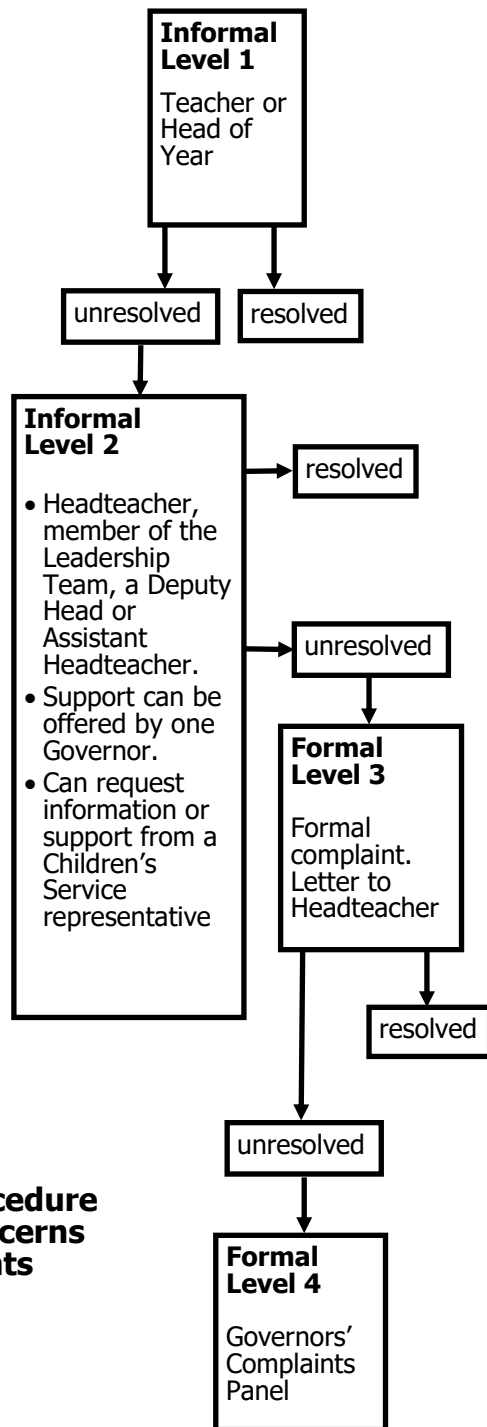 Informal
Level 1
Teacher or
Head of
Year
unresolved
resolved
Informal
Level 2
• Headteacher,
member of the
Leadership
Team, a Deputy
Head or
Assistant
Headteacher.
• Support can be
offered by one
Governor.
• Can request
information or
support from a
Children’s
Service
representative
resolved
unresolved
Formal
Level 3
Formal
complaint.
Letter to
Headteacher
resolved
unresolved
Formal
Level 4
Governors’
Complaints
Panel